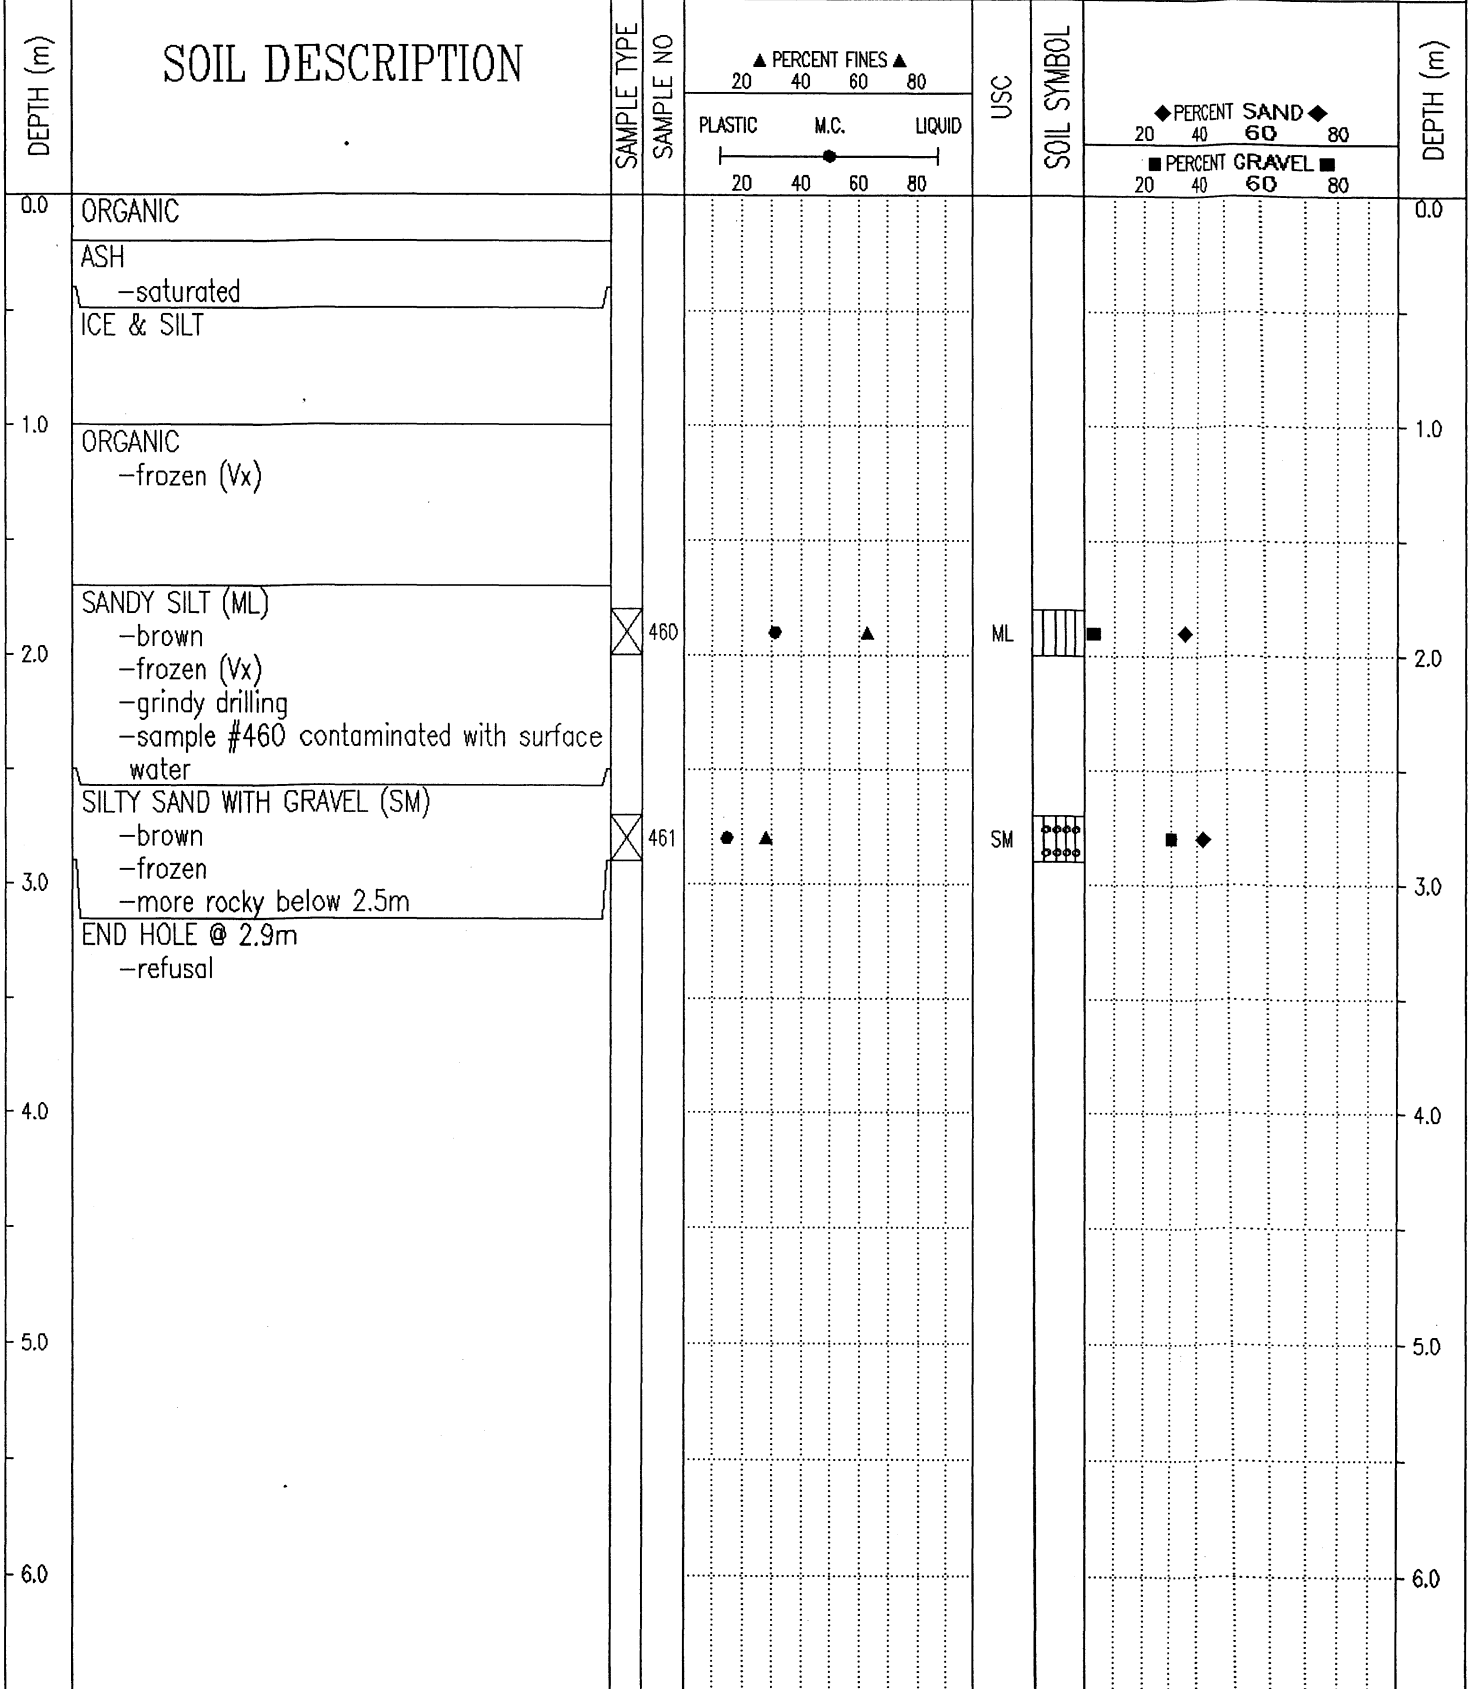 DEPTH (m)
SOIL DESCRIPTION
SAMPLE TYPE
SAMPLE NO
▲ PERCENT FINES ▲
20 40 60 80
PLASTIC M.C. LIQUID
20 40 60 80
USC
SOIL SYMBOL
◆ PERCENT SAND ◆
20 40 60 80
■ PERCENT GRAVEL ■
20 40 60 80
DEPTH (m)
0.0
ORGANIC
0.0
ASH
–saturated
ICE & SILT
1.0
1.0
ORGANIC
–frozen (Vx)
SANDY SILT (ML)
–brown
460
ML
2.0
2.0
–frozen (Vx)
–grindy drilling
–sample #460 contaminated with surface
water
SILTY SAND WITH GRAVEL (SM)
–brown
461
SM
–frozen
3.0
3.0
–more rocky below 2.5m
END HOLE @ 2.9m
–refusal
4.0
4.0
5.0
5.0
6.0
6.0